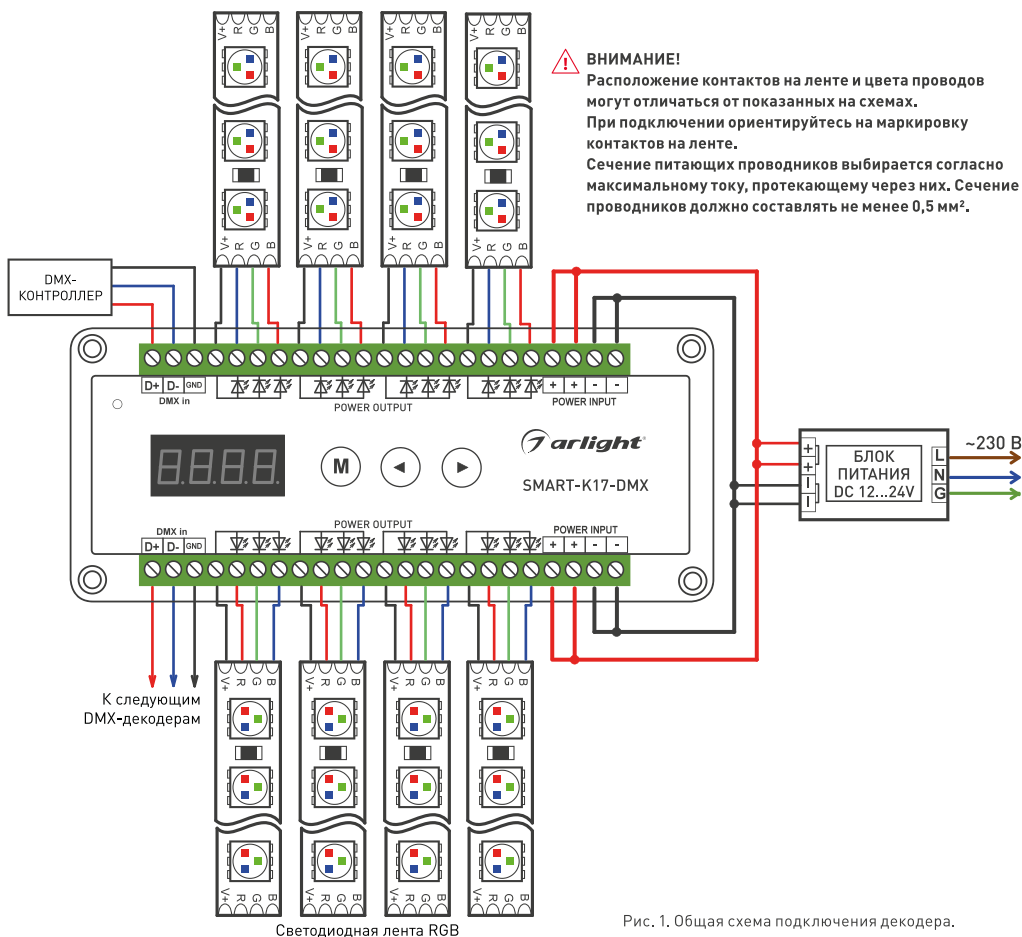 V+ R G B V+ R G B V+ R G B V+ R G B
ВНИМАНИЕ!
Расположение контактов на ленте и цвета проводов
могут отличаться от показанных на схемах.
При подключении ориентируйтесь на маркировку
контактов на ленте.
Сечение питающих проводников выбирается согласно
максимальному току, протекающему через них. Сечение
проводников должно составлять не менее 0,5 мм².
V+ R G B V+ R G B V+ R G B V+ R G B
DMX-
КОНТРОЛЛЕР
D+ D- GND + + - -
DMX in
POWER OUTPUT
POWER INPUT
8.8.8.8
M
arlight
SMART-K17-DMX
~230 В
+
+
–
–
БЛОК
ПИТАНИЯ
DC 12...24V
L
N
G
DMX in
POWER OUTPUT
POWER INPUT
D+ D- GND + + - -
К следующим
DMX-декодерам
V+ R G B V+ R G B V+ R G B V+ R G B
V+ R G B V+ R G B V+ R G B V+ R G B
Светодиодная лента RGB
Рис. 1. Общая схема подключения декодера.